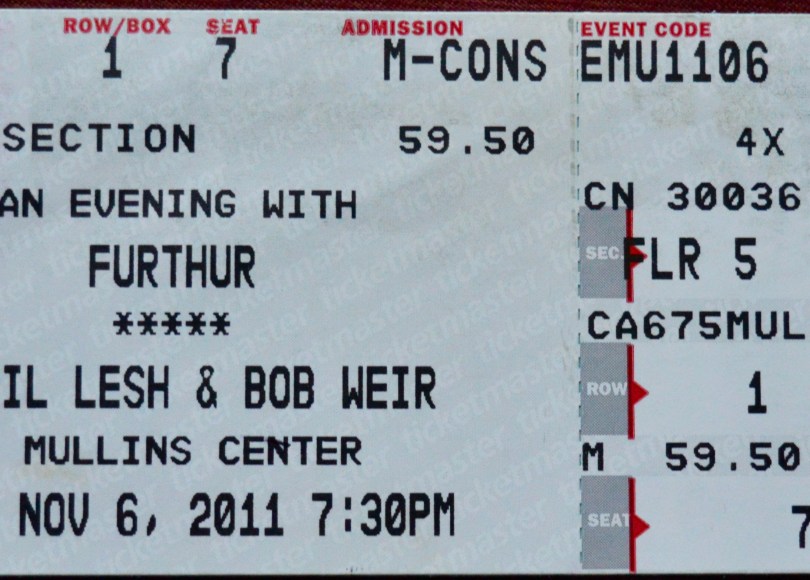 ROW/BOX SEAT ADMISSION
1 7 M-CONS
SECTION 59.50
AN EVENING WITH
FURTHUR
*****
IL LESH & BOB WEIR
MULLINS CENTER
NOV 6, 2011 7:30PM
EVENT CODE
EMU1106
4X
CN 30036
SEC. FLR 5
CA675MUL
ROW 1
M 59.50
SEAT 7